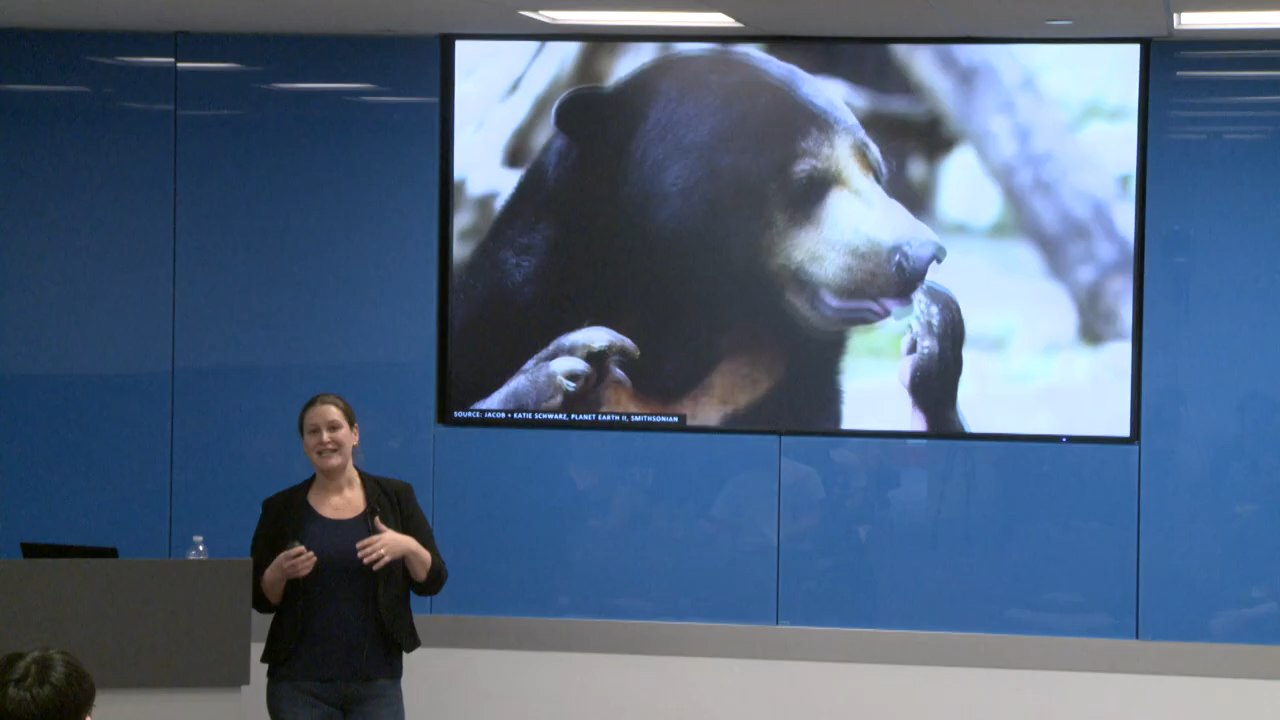 SOURCE: JACOB + KATIE SCHWARZ, PLANET EARTH II, SMITHSONIAN